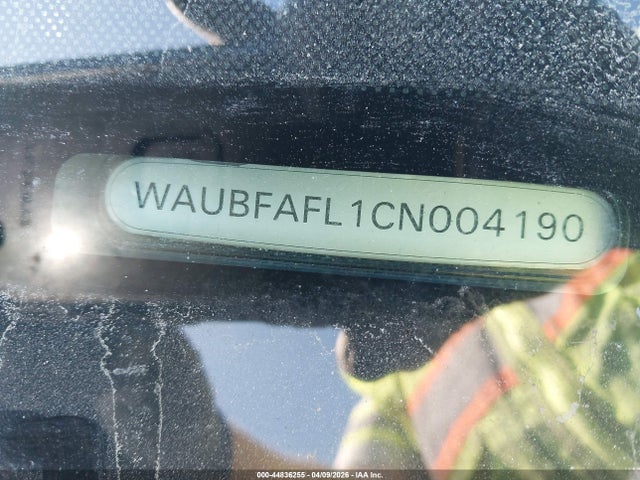 WAUBFAFL1CN004190
000-44836255 - 04/09/2026 - IAA Inc.